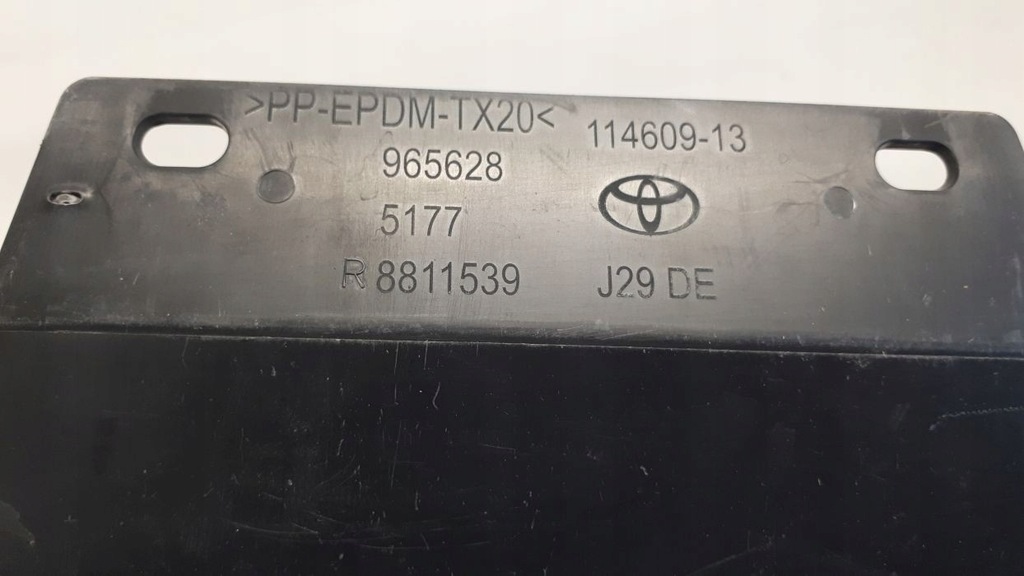 >PP-EPDM-TX20< 114609-13
965628
5177
R 8811539 J29 DE